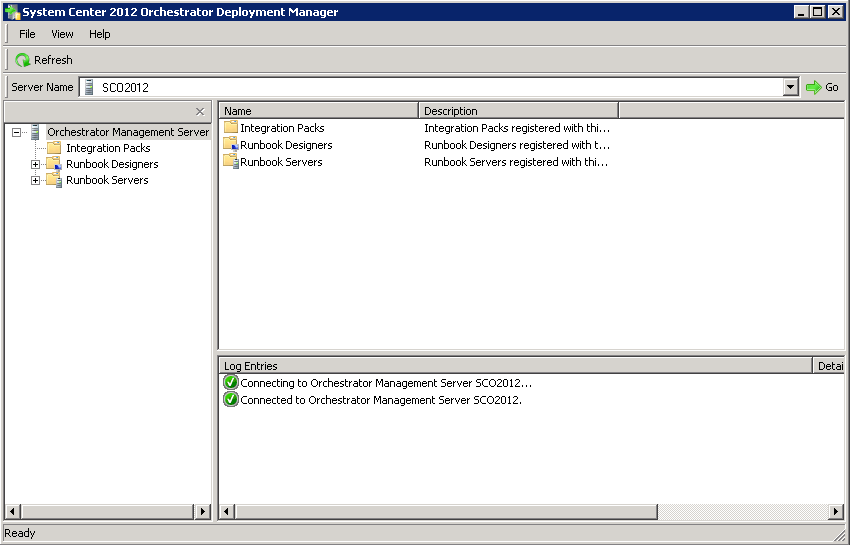 System Center 2012 Orchestrator Deployment Manager
File View Help
Refresh
Server Name SCO2012 Go
Orchestrator Management Server
Integration Packs
Runbook Designers
Runbook Servers
Name Description
Integration Packs Integration Packs registered with thi...
Runbook Designers Runbook Designers registered with t...
Runbook Servers Runbook Servers registered with thi...
Log Entries Detai
Connecting to Orchestrator Management Server SCO2012...
Connected to Orchestrator Management Server SCO2012.
Ready